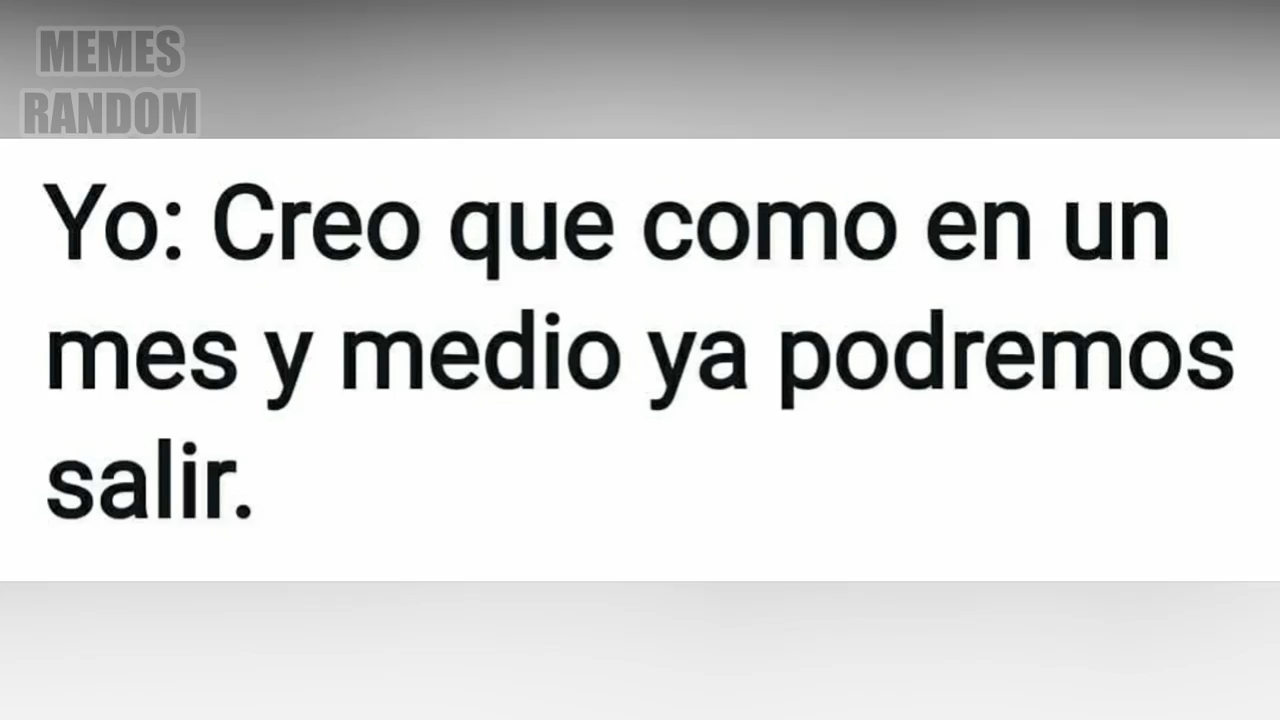 MEMES
RANDOM
Yo: Creo que como en un
mes y medio ya podremos
salir.